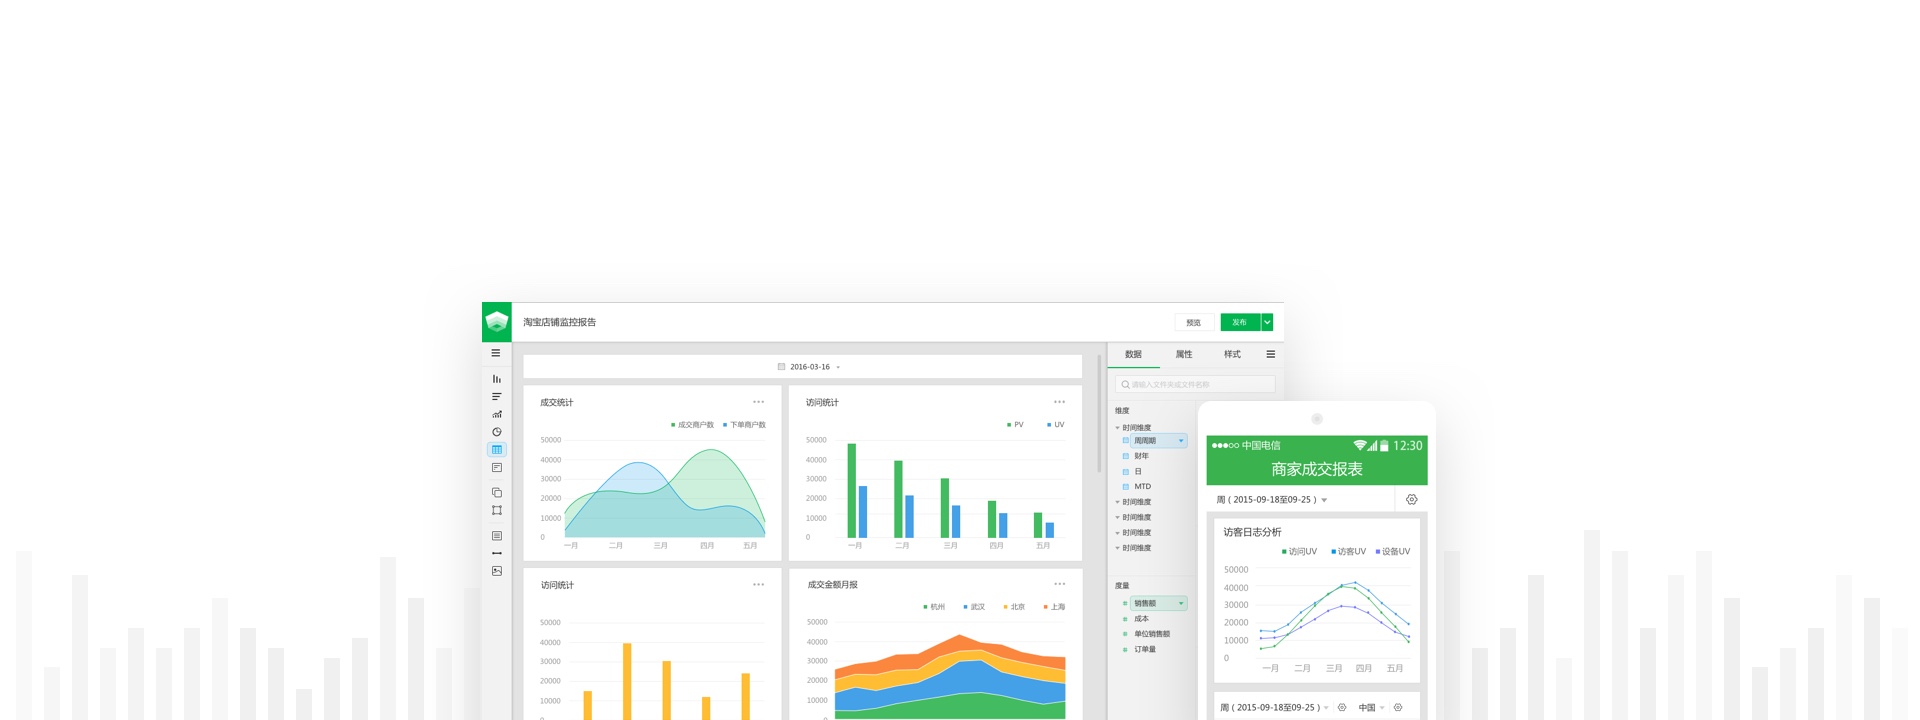 淘宝店铺监控报告
预览
发布
2016-03-16
数据
属性
样式
请输入文件夹或文件名称
成交统计
成交商户数
下单商户数
50000
40000
30000
20000
10000
0
一月
二月
三月
四月
五月
访问统计
PV
UV
50000
40000
30000
20000
10000
0
一月
二月
三月
四月
五月
访问统计
50000
40000
30000
20000
10000
0
成交金额月报
杭州
武汉
北京
上海
50000
40000
30000
20000
10000
0
维度
时间维度
周周期
财年
日
MTD
时间维度
时间维度
时间维度
时间维度
度量
销售额
成本
单位销售额
订单量
中国电信
12:30
商家成交报表
周 ( 2015-09-18至09-25 )
访客日志分析
访问UV
访客UV
设备UV
50000
40000
30000
20000
10000
0
一月
二月
三月
四月
五月
周 ( 2015-09-18至09-25 )
中国